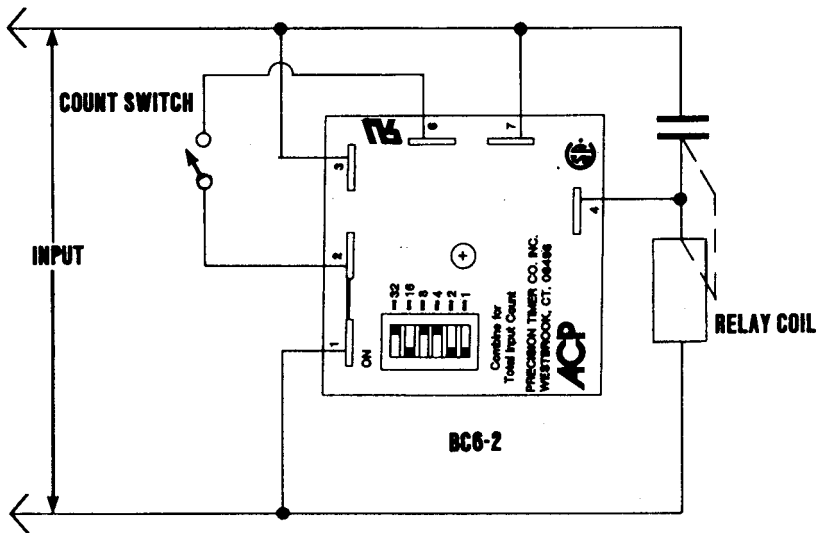 COUNT SWITCH
INPUT
RELAY COIL
BC6-2
1
2
3
6
7
4
ON
=32
=16
=8
=4
=2
=1
Combine for
Total Input Count
PRECISION TIMER CO. INC.
WESTBROOK, CT. 06498
ACP